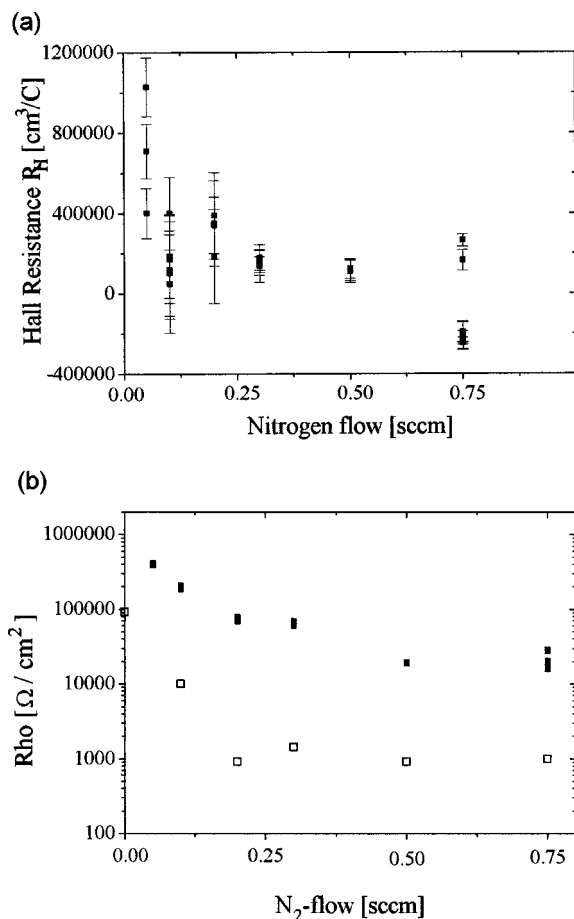 (a)
Hall Resistance R_H [cm³/C]
1200000
800000
400000
0
-400000
0.00 0.25 0.50 0.75
Nitrogen flow [sccm]
(b)
Rho [Ω / cm²]
1000000
100000
10000
1000
100
0.00 0.25 0.50 0.75
N₂-flow [sccm]